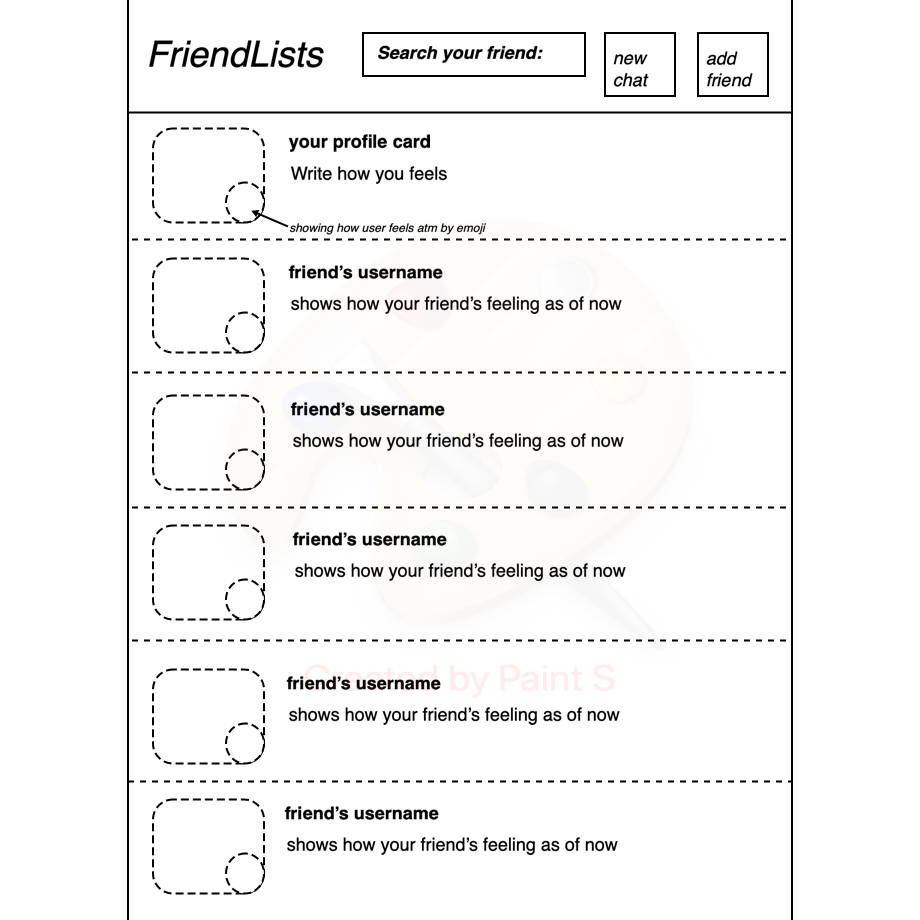 FriendLists
Search your friend:
new
chat
add
friend
your profile card
Write how you feels
showing how user feels atm by emoji
friend's username
shows how your friend's feeling as of now
friend's username
shows how your friend's feeling as of now
friend's username
shows how your friend's feeling as of now
Created by Paint S
friend's username
shows how your friend's feeling as of now
friend's username
shows how your friend's feeling as of now